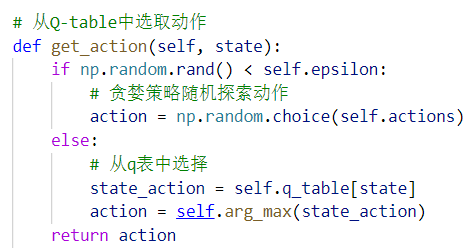 # 从Q-table中选取动作
def get_action(self, state):
    if np.random.rand() < self.epsilon:
        # 贪婪策略随机探索动作
        action = np.random.choice(self.actions)
    else:
        # 从q表中选择
        state_action = self.q_table[state]
        action = self.arg_max(state_action)
    return action